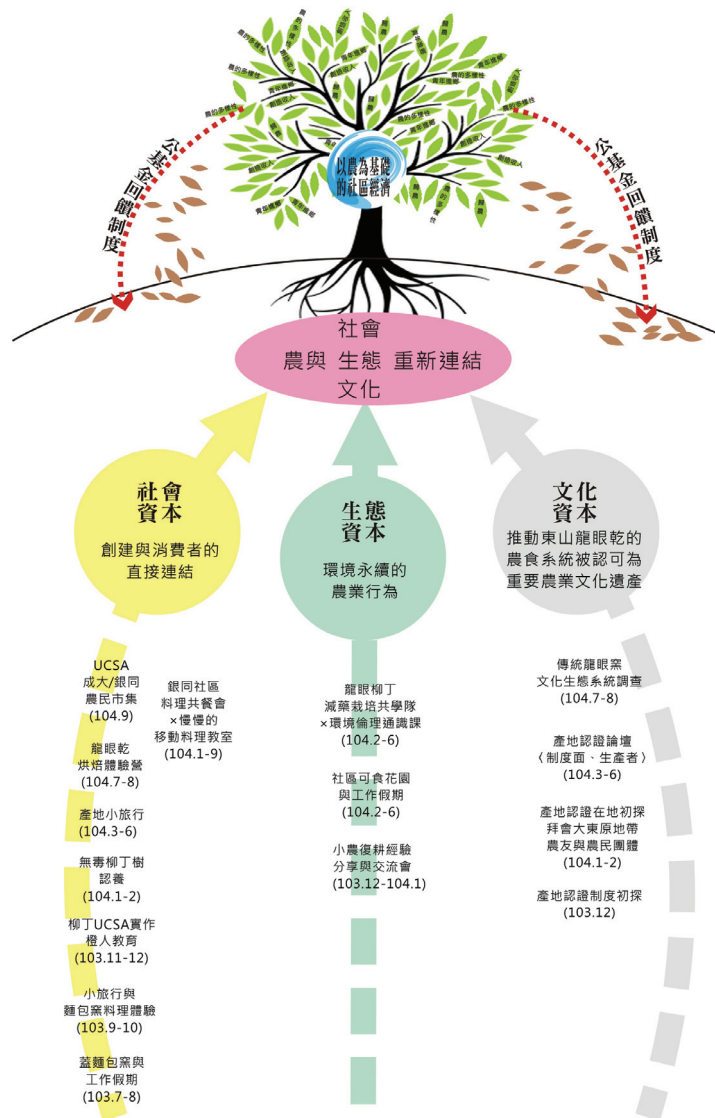 以農為基礎
的社區經濟
公基金回饋制度
公基金回饋制度
農的多樣性
青年進鄉
創造收入
歸農
社會
農與 生態 重新連結
文化
社會
資本
創建與消費者的
直接連結
生態
資本
環境永續的
農業行為
文化
資本
推動東山龍眼乾的
農食系統被認可為
重要農業文化遺產
UCSA
成大/銀同
農民市集
(104.9)
銀同社區
料理共餐會
×慢慢的
移動料理教室
(104.1-9)
龍眼乾
烘焙體驗營
(104.7-8)
產地小旅行
(104.3-6)
無毒柳丁樹
認養
(104.1-2)
柳丁UCSA實作
橙人教育
(103.11-12)
小旅行與
麵包窯料理體驗
(103.9-10)
蓋麵包窯與
工作假期
(103.7-8)
龍眼柳丁
減藥栽培共學隊
×環境倫理通識課
(104.2-6)
社區可食花園
與工作假期
(104.2-6)
小農復耕經驗
分享與交流會
(103.12-104.1)
傳統龍眼窯
文化生態系統調查
(104.7-8)
產地認證論壇
〈制度面、生產者〉
(104.3-6)
產地認證在地初探
拜會大東原地帶
農友與農民團體
(104.1-2)
產地認證制度初探
(103.12)